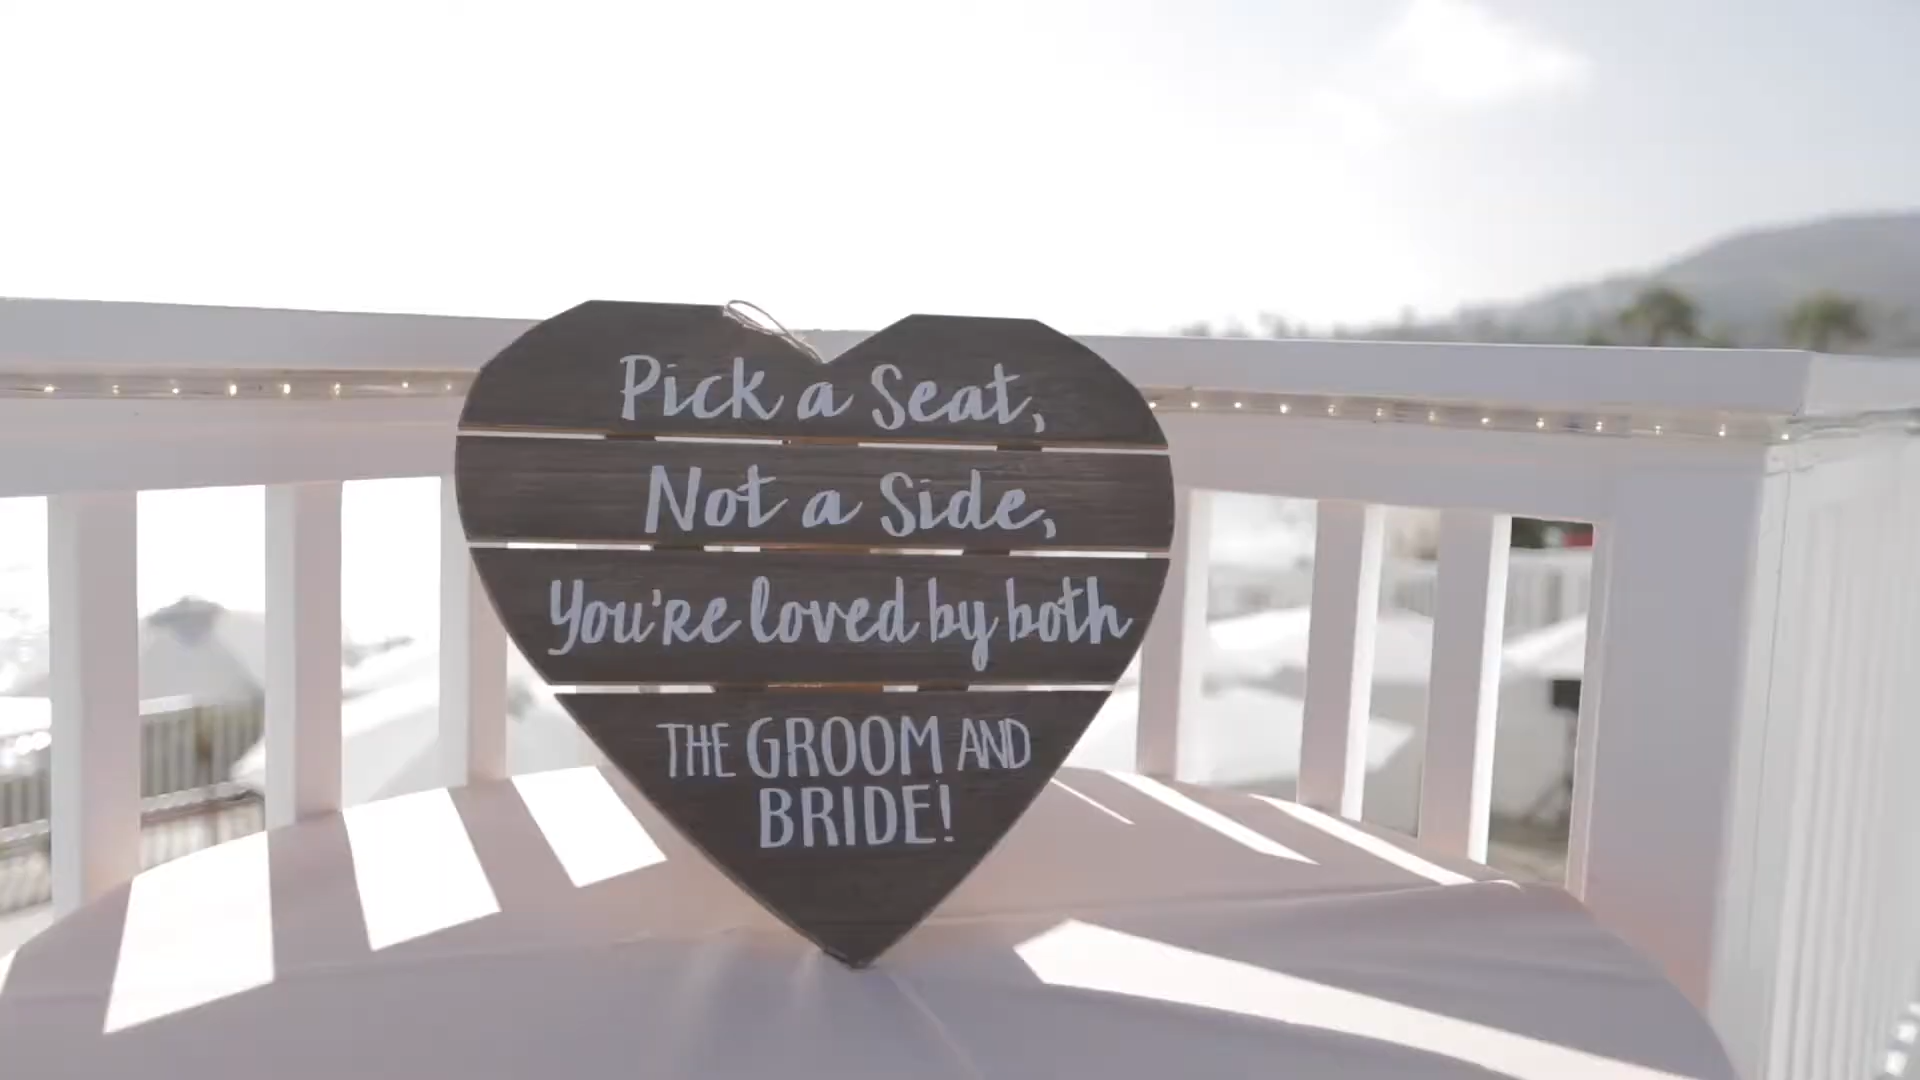 Pick a Seat,
Not a Side,
You're loved by both
THE GROOM AND
BRIDE!